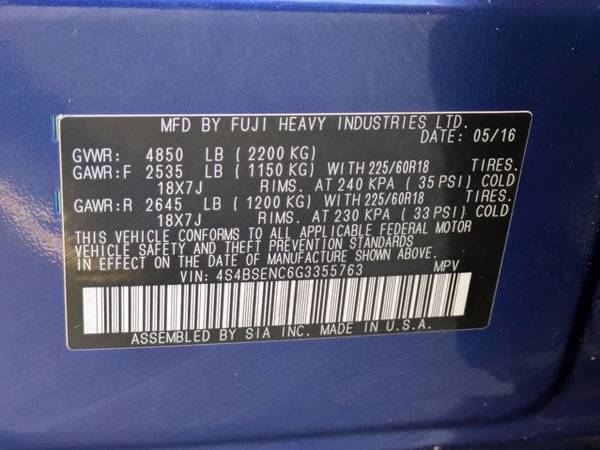 MFD BY FUJI HEAVY INDUSTRIES LTD.
DATE: 05/16
GVWR: 4850 LB (2200 KG)
GAWR:F 2535 LB (1150 KG) WITH 225/60R18 TIRES.
18X7J RIMS. AT 240 KPA (35 PSI) COLD
GAWR:R 2645 LB (1200 KG) WITH 225/60R18 TIRES.
18X7J RIMS. AT 230 KPA (33 PSI) COLD
THIS VEHICLE CONFORMS TO ALL APPLICABLE FEDERAL MOTOR
VEHICLE SAFETY AND THEFT PREVENTION STANDARDS
IN EFFECT ON THE DATE OF MANUFACTURE SHOWN ABOVE.
VIN: 4S4BSENC6G3355763 MPV
ASSEMBLED BY SIA INC. MADE IN U.S.A.